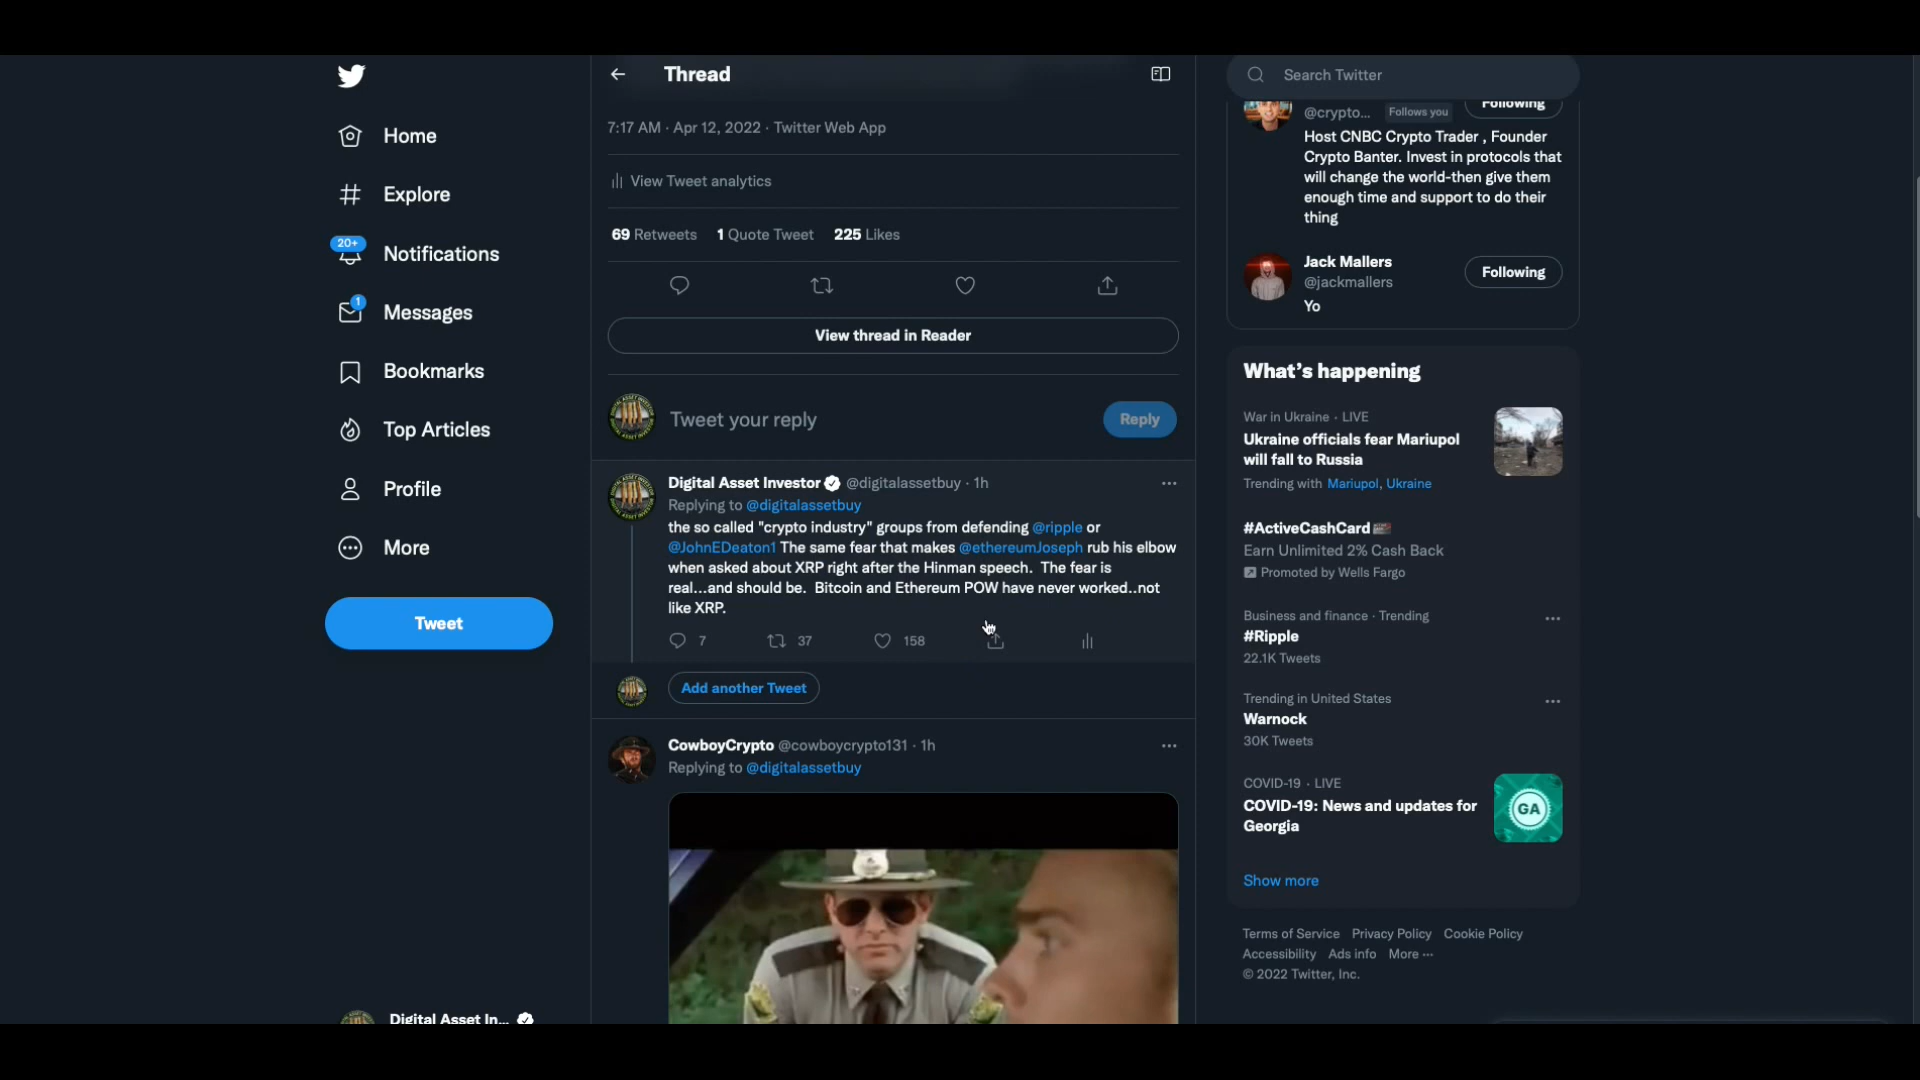 Home
Explore
20+
Notifications
1
Messages
Bookmarks
Top Articles
Profile
More
Tweet
Digital Asset In...
Thread
7:17 AM · Apr 12, 2022 · Twitter Web App
View Tweet analytics
69 Retweets 1 Quote Tweet 225 Likes
View thread in Reader
Tweet your reply
Reply
Digital Asset Investor @digitalassetbuy · 1h
Replying to @digitalassetbuy
the so called "crypto industry" groups from defending @ripple or
@JohnEDeaton1 The same fear that makes @ethereumJoseph rub his elbow
when asked about XRP right after the Hinman speech. The fear is
real...and should be. Bitcoin and Ethereum POW have never worked..not
like XRP.
7 37 158
Add another Tweet
CowboyCrypto @cowboycrypto131 · 1h
Replying to @digitalassetbuy
Search Twitter
Following
@crypto... Follows you
Host CNBC Crypto Trader , Founder
Crypto Banter. Invest in protocols that
will change the world-then give them
enough time and support to do their
thing
Jack Mallers
@jackmallers
Following
Yo
What's happening
War in Ukraine · LIVE
Ukraine officials fear Mariupol
will fall to Russia
Trending with Mariupol, Ukraine
#ActiveCashCard
Earn Unlimited 2% Cash Back
Promoted by Wells Fargo
Business and finance · Trending
#Ripple
22.1K Tweets
Trending in United States
Warnock
30K Tweets
COVID-19 · LIVE
COVID-19: News and updates for
Georgia
GA
Show more
Terms of Service Privacy Policy Cookie Policy
Accessibility Ads info More ...
© 2022 Twitter, Inc.